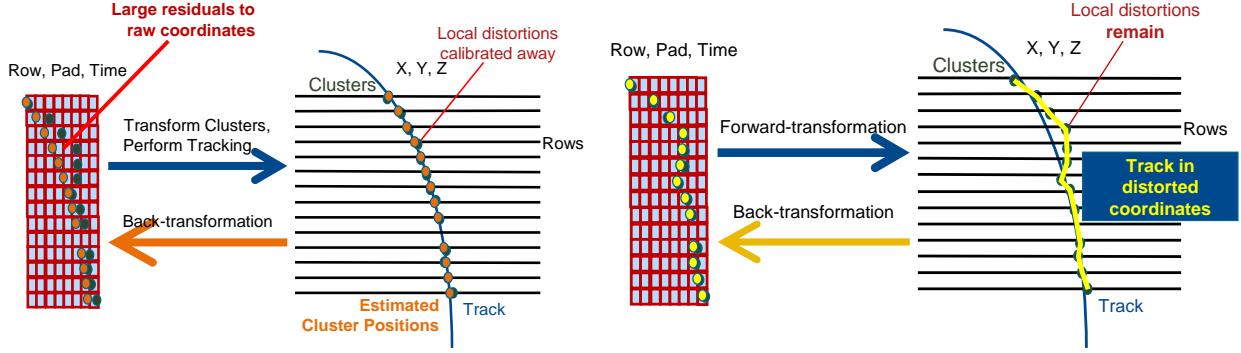 Large residuals to
raw coordinates
Row, Pad, Time
Transform Clusters,
Perform Tracking
Back-transformation
Clusters
X, Y, Z
Local distortions
calibrated away
Rows
Estimated
Cluster Positions
Track
Row, Pad, Time
Forward-transformation
Back-transformation
Clusters
X, Y, Z
Local distortions
remain
Rows
Track in
distorted
coordinates
Track